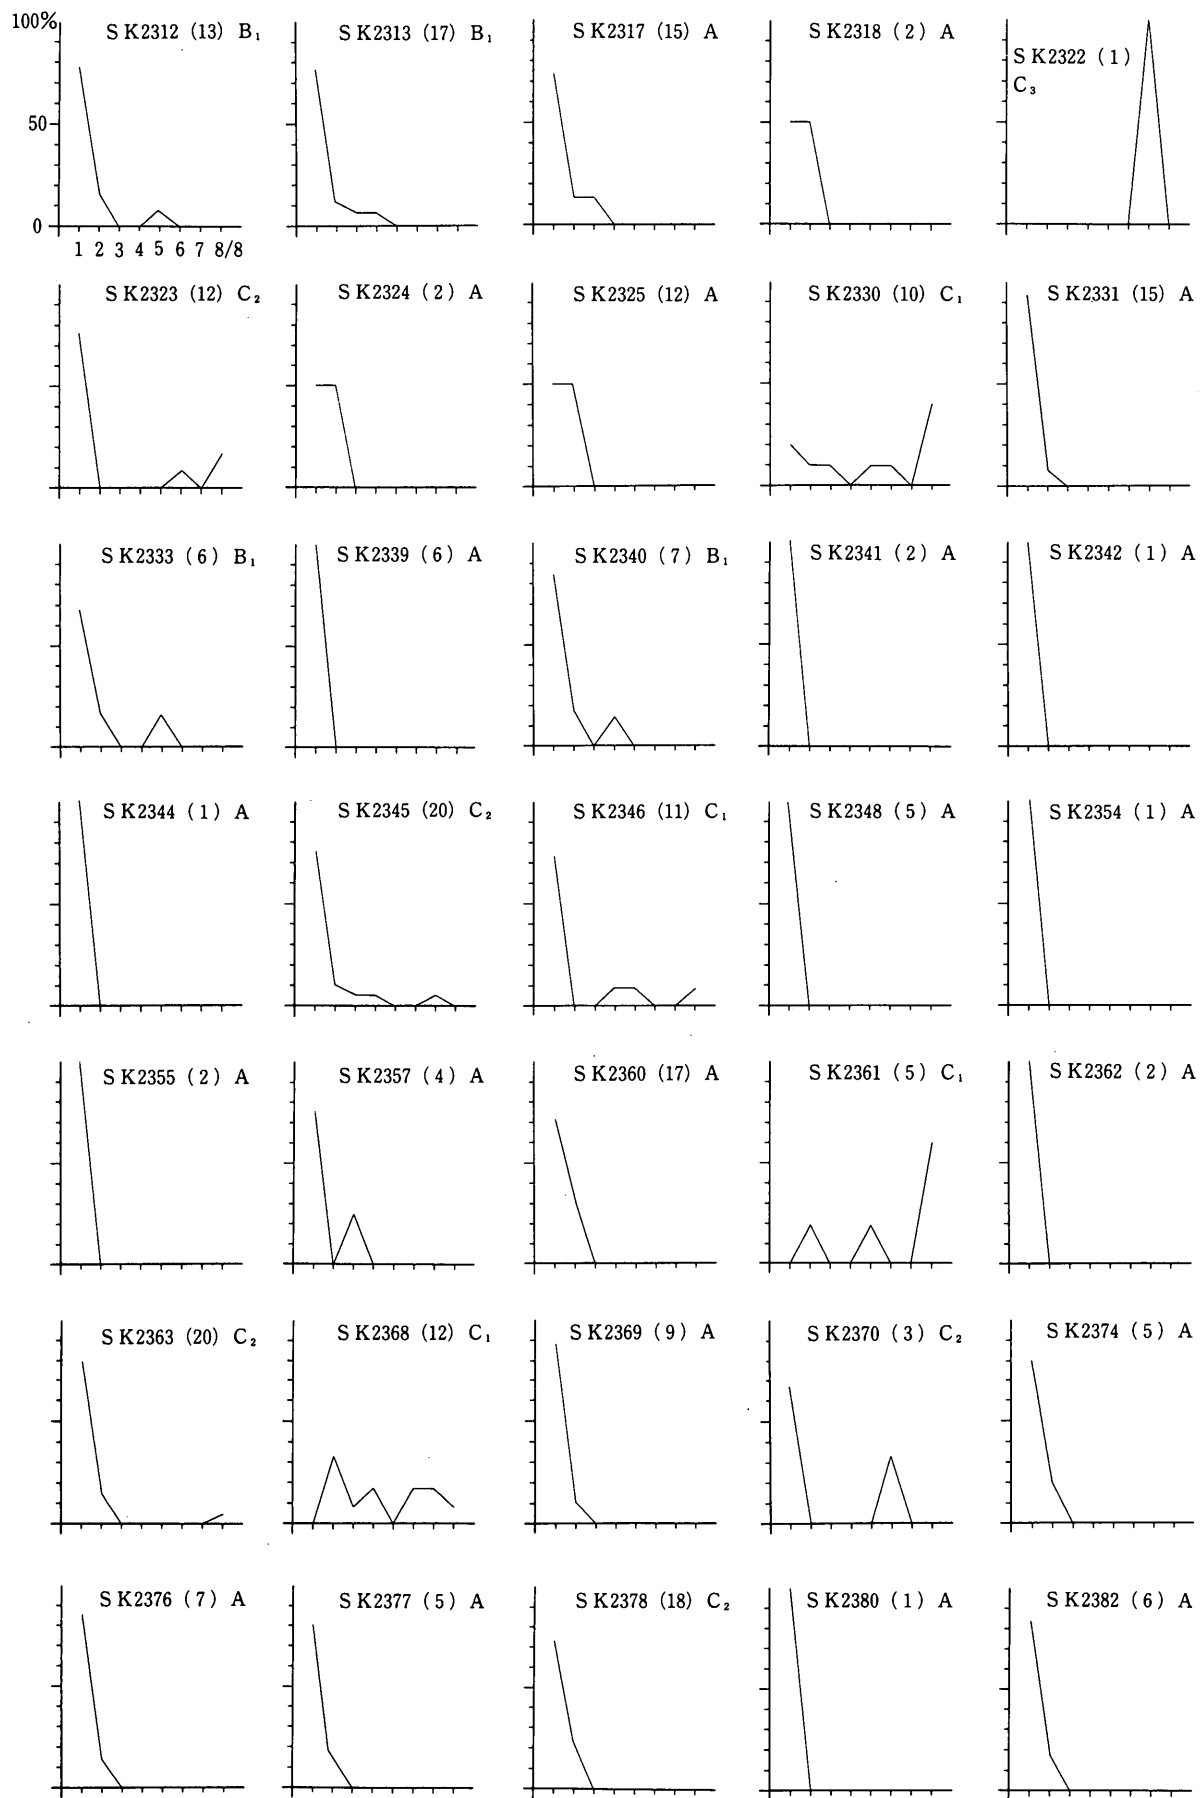 100%
50
0
1 2 3 4 5 6 7 8/8
SK2312 (13) B₁
SK2313 (17) B₁
SK2317 (15) A
SK2318 (2) A
SK2322 (1)
C₃
SK2323 (12) C₂
SK2324 (2) A
SK2325 (12) A
SK2330 (10) C₁
SK2331 (15) A
SK2333 (6) B₁
SK2339 (6) A
SK2340 (7) B₁
SK2341 (2) A
SK2342 (1) A
SK2344 (1) A
SK2345 (20) C₂
SK2346 (11) C₁
SK2348 (5) A
SK2354 (1) A
SK2355 (2) A
SK2357 (4) A
SK2360 (17) A
SK2361 (5) C₁
SK2362 (2) A
SK2363 (20) C₂
SK2368 (12) C₁
SK2369 (9) A
SK2370 (3) C₂
SK2374 (5) A
SK2376 (7) A
SK2377 (5) A
SK2378 (18) C₂
SK2380 (1) A
SK2382 (6) A